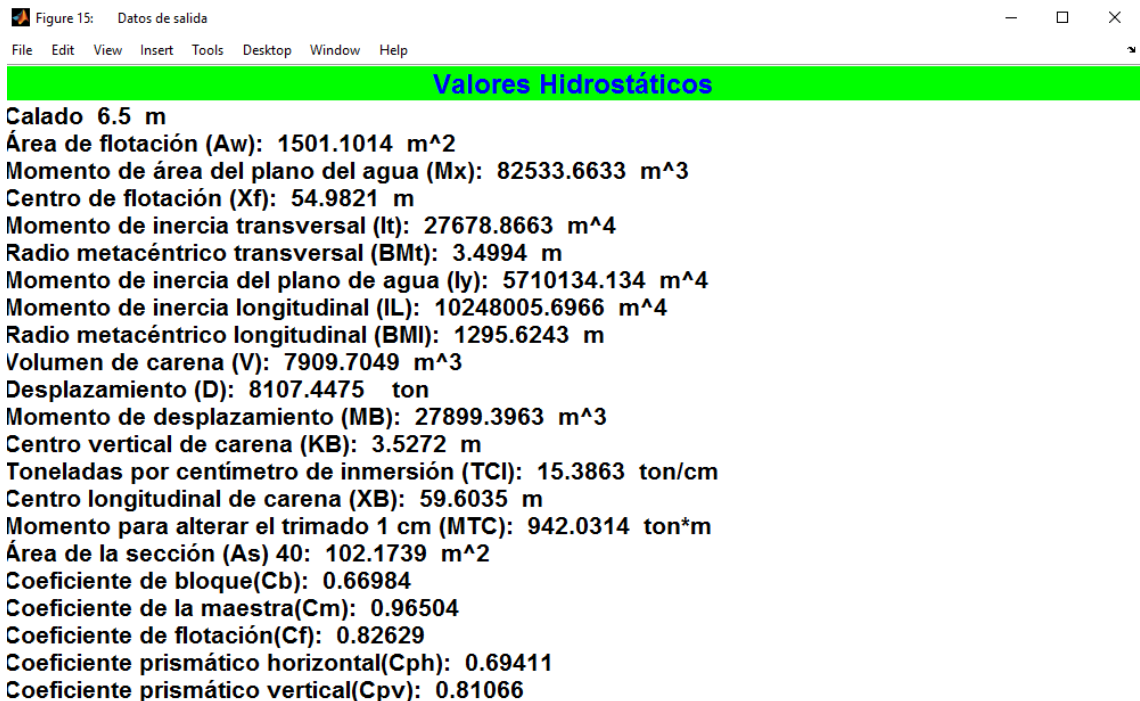 Figure 15: Datos de salida
File Edit View Insert Tools Desktop Window Help
Valores Hidrostáticos
Calado 6.5 m
Área de flotación (Aw): 1501.1014 m^2
Momento de área del plano del agua (Mx): 82533.6633 m^3
Centro de flotación (Xf): 54.9821 m
Momento de inercia transversal (It): 27678.8663 m^4
Radio metacéntrico transversal (BMt): 3.4994 m
Momento de inercia del plano de agua (Iy): 5710134.134 m^4
Momento de inercia longitudinal (IL): 10248005.6966 m^4
Radio metacéntrico longitudinal (BMl): 1295.6243 m
Volumen de carena (V): 7909.7049 m^3
Desplazamiento (D): 8107.4475 ton
Momento de desplazamiento (MB): 27899.3963 m^3
Centro vertical de carena (KB): 3.5272 m
Toneladas por centímetro de inmersión (TCI): 15.3863 ton/cm
Centro longitudinal de carena (XB): 59.6035 m
Momento para alterar el trimado 1 cm (MTC): 942.0314 ton*m
Área de la sección (As) 40: 102.1739 m^2
Coeficiente de bloque(Cb): 0.66984
Coeficiente de la maestra(Cm): 0.96504
Coeficiente de flotación(Cf): 0.82629
Coeficiente prismático horizontal(Cph): 0.69411
Coeficiente prismático vertical(Cpv): 0.81066